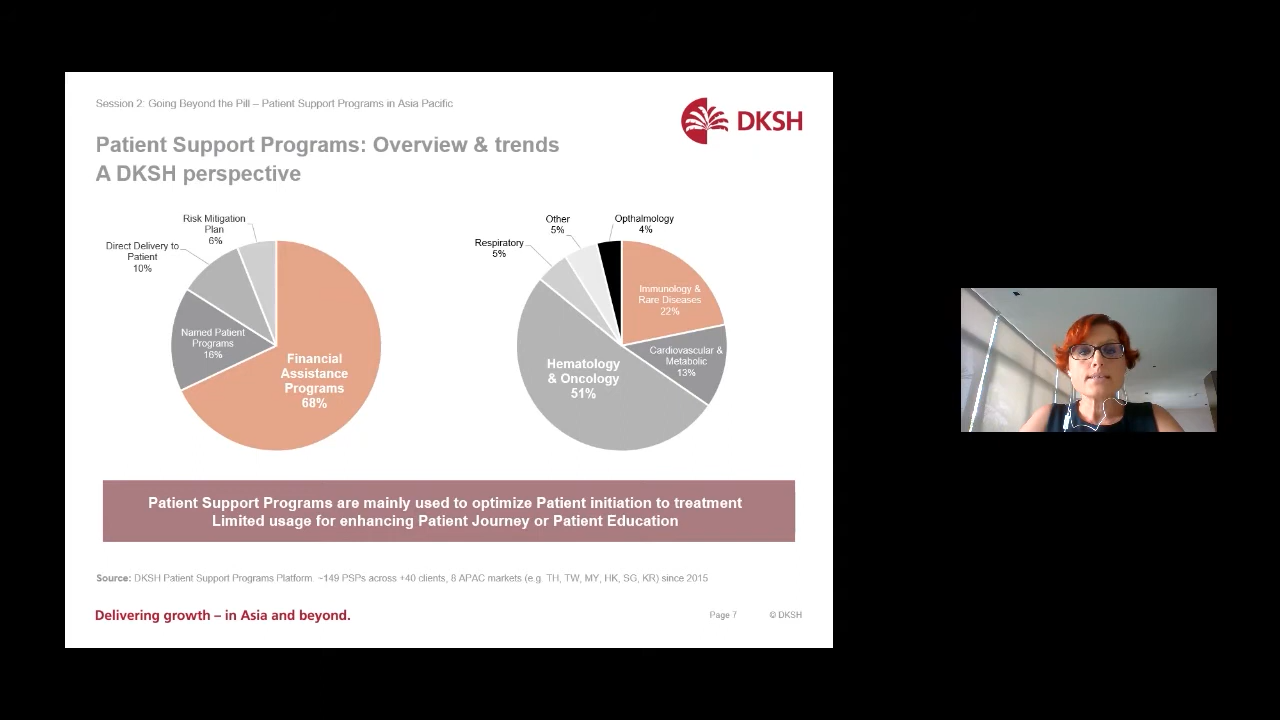 Session 2: Going Beyond the Pill – Patient Support Programs in Asia Pacific
DKSH
Patient Support Programs: Overview & trends
A DKSH perspective
Risk Mitigation
Plan
6%
Direct Delivery to
Patient
10%
Named Patient
Programs
16%
Financial
Assistance
Programs
68%
Other
5%
Opthalmology
4%
Respiratory
5%
Immunology &
Rare Diseases
22%
Cardiovascular &
Metabolic
13%
Hematology
& Oncology
51%
Patient Support Programs are mainly used to optimize Patient initiation to treatment
Limited usage for enhancing Patient Journey or Patient Education
Source: DKSH Patient Support Programs Platform ~149 PSPs across +40 clients, 8 APAC markets (e.g. TH, TW, MY, HK, SG, KR) since 2015
Delivering growth – in Asia and beyond.
Page 7
© DKSH